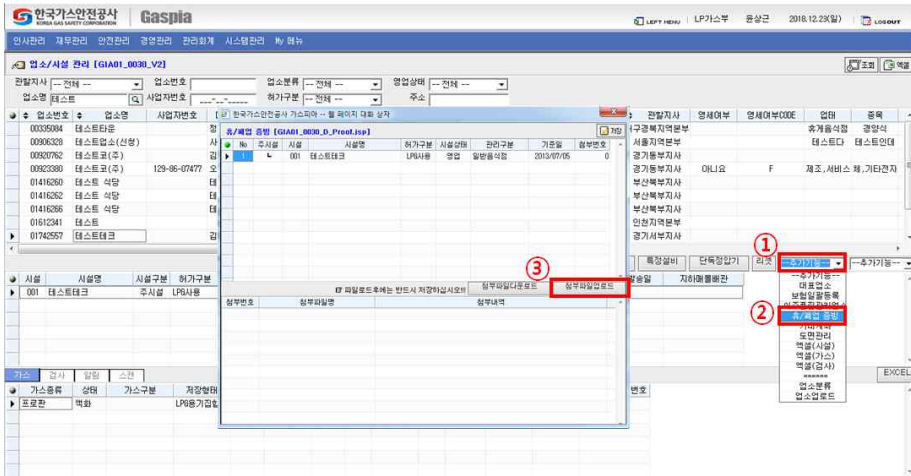 한국가스안전공사 Gaspia
KOREA GAS SAFETY CORPORATION
LEFT MENU LP가스부 윤상근 2018.12.23(일) LOGOUT
인사관리 재무관리 안전관리 경영관리 관리회계 시스템관리 My 메뉴
업소/시설 관리 [GIA01_0030_V2] 조회 엑셀
관할지사 -- 전체 -- 업소번호 업소분류 -- 전체 -- 영업상태 -- 전체 --
업소명 테스트 사업자번호 허가구분 -- 전체 -- 주소
업소번호 업소명 사업자번호 관할지사 영세여부 영세여부CODE 업태 종목
00335084 테스트타운 구경북지역본부 휴게음식점 경양식
00906328 테스트업소(신청) 서울지역본부 테스트다 테스트인데
00920762 테스트코(주) 경기동부지사
00923380 테스트로(주) 129-86-07477 경기동부지사 아니요 F 제조,서비스 체,기타전자
01416260 테스트 식당 부산북부지사
01416262 테스트 식당 부산북부지사
01416266 테스트 식당 부산북부지사
01612341 테스트 인천지역본부
01742557 테스트테크 경기서부지사
한국가스안전공사 가스피아 -- 웹 페이지 대화 상자
휴/폐업 증빙 [GIA01_0030_D_Proof.jsp] 저장
No 주시설 시설 시설명 허가구분 시설상태 관리구분 기준일 첨부번호
1 001 테스트테크 LPG사용 영업 일반음식점 2013/07/05 0
③
☞ 파일로드후에는 반드시 저장하십시오!! 첨부파일다운로드 첨부파일업로드
첨부번호 첨부파일명 첨부내역
①
특정설비 단독정압기 리셋 --추가기능-- --추가기능--
시설 시설명 시설구분 허가구분 발송일 지하매몰배관
001 테스트테크 주시설 LPG사용
②
--추가기능--
대표업소
보험일괄등록
휴/폐업 증빙
도면관리
엑셀(시설)
엑셀(가스)
엑셀(검사)
======
업소분류
업소업로드
가스 검사 알림 스캔 EXCEL
가스종류 상태 가스구분 저장형태 번호
프로판 액화 LPG용기집합